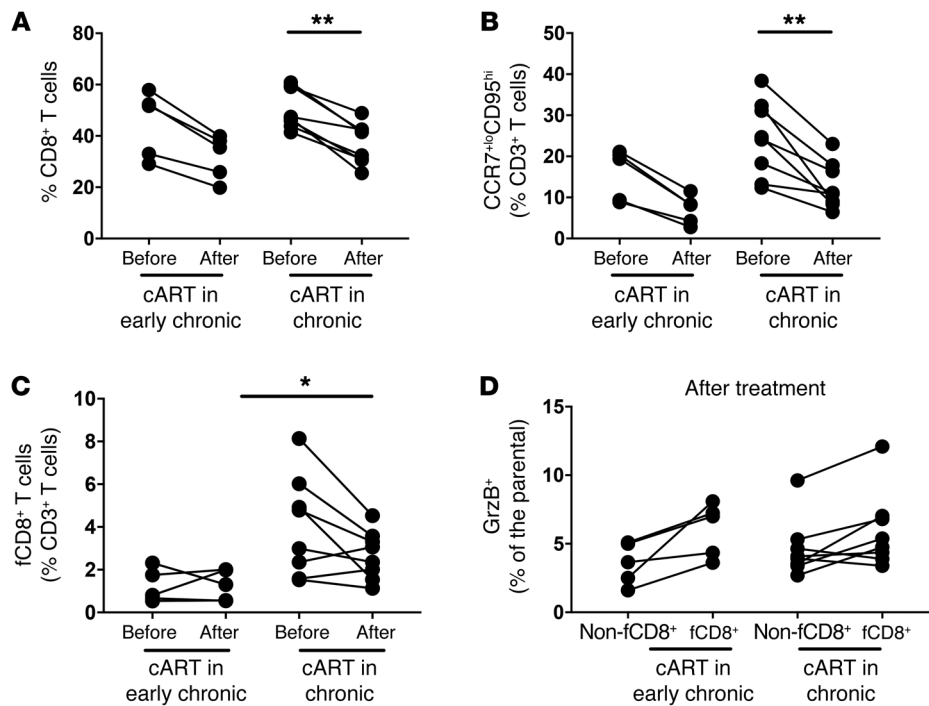 A
% CD8⁺ T cells
80
60
40
20
0
**
Before After Before After
cART in
early chronic
cART in
chronic
B
CCR7⁺ˡᵒCD95ʰⁱ
(% CD3⁺ T cells)
50
40
30
20
10
0
**
Before After Before After
cART in
early chronic
cART in
chronic
C
fCD8⁺ T cells
(% CD3⁺ T cells)
10
8
6
4
2
0
*
Before After Before After
cART in
early chronic
cART in
chronic
D
After treatment
GrzB⁺
(% of the parental)
15
10
5
0
Non-fCD8⁺ fCD8⁺ Non-fCD8⁺ fCD8⁺
cART in
early chronic
cART in
chronic